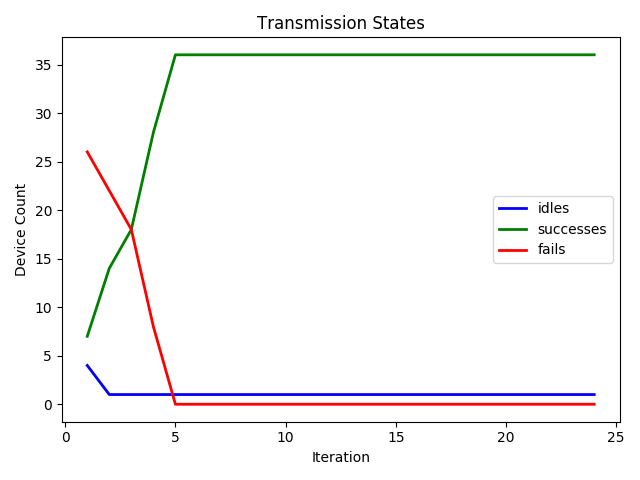 Transmission States
Device Count
35
30
25
20
15
10
5
0
idles
successes
fails
0 5 10 15 20 25
Iteration